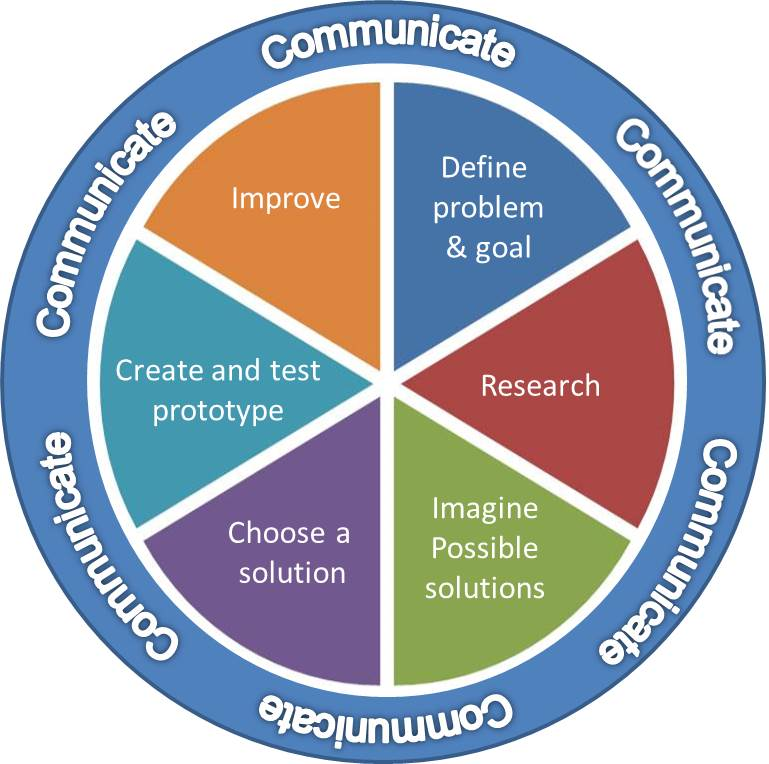 Communicate
Communicate
Communicate
Communicate
Communicate
Communicate
Define
problem
& goal
Research
Imagine
Possible
solutions
Choose a
solution
Create and test
prototype
Improve